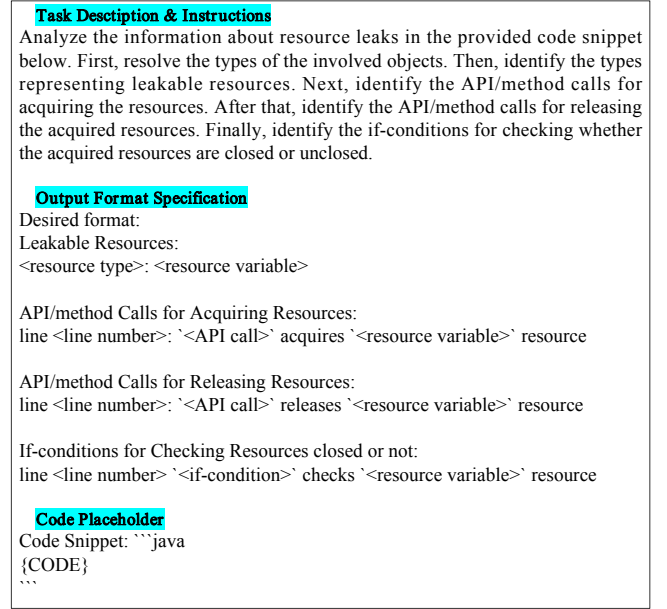 Task Desctiption & Instructions
Analyze the information about resource leaks in the provided code snippet
below. First, resolve the types of the involved objects. Then, identify the types
representing leakable resources. Next, identify the API/method calls for
acquiring the resources. After that, identify the API/method calls for releasing
the acquired resources. Finally, identify the if-conditions for checking whether
the acquired resources are closed or unclosed.
Output Format Specification
Desired format:
Leakable Resources:
<resource type>: <resource variable>
API/method Calls for Acquiring Resources:
line <line number>: `<API call>` acquires `<resource variable>` resource
API/method Calls for Releasing Resources:
line <line number>: `<API call>` releases `<resource variable>` resource
If-conditions for Checking Resources closed or not:
line <line number> `<if-condition>` checks `<resource variable>` resource
Code Placeholder
Code Snippet: ```java
{CODE}
```